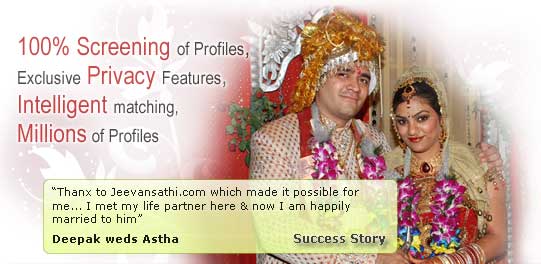 100% Screening of Profiles,
Exclusive Privacy Features,
Intelligent matching,
Millions of Profiles
“Thanx to Jeevansathi.com which made it possible for
me... I met my life partner here & now I am happily
married to him”
Deepak weds Astha Success Story